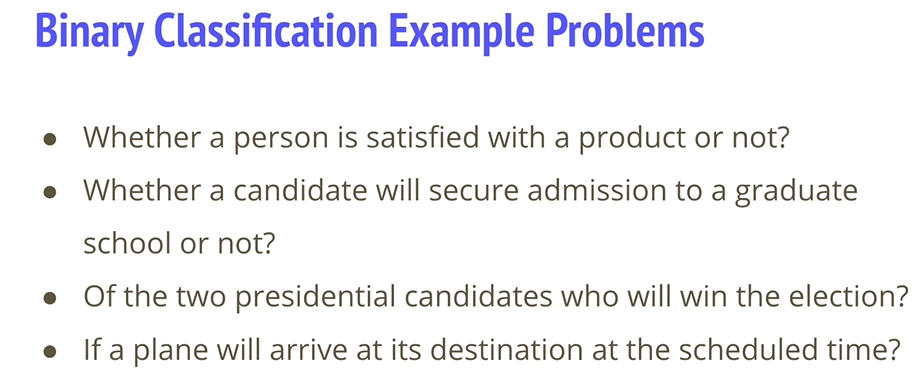 Binary Classification Example Problems
● Whether a person is satisfied with a product or not?
● Whether a candidate will secure admission to a graduate
school or not?
● Of the two presidential candidates who will win the election?
● If a plane will arrive at its destination at the scheduled time?